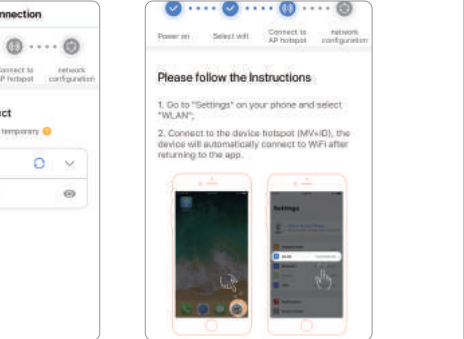 nnection
onnect to
AP hotspot
network
configuration
ct
temporary
Power on
Select wifi
Connect to
AP hotspot
network
configuration
Please follow the Instructions
1. Go to "Settings" on your phone and select
"WLAN";
2. Connect to the device hotspot (MV+ID), the
device will automatically connect to WiFi after
returning to the app.
Settings